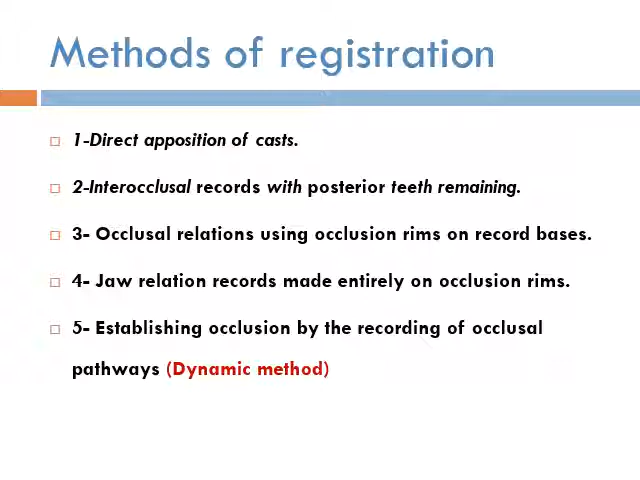 Methods of registration
1-Direct apposition of casts.
2-Interocclusal records with posterior teeth remaining.
3- Occlusal relations using occlusion rims on record bases.
4- Jaw relation records made entirely on occlusion rims.
5- Establishing occlusion by the recording of occlusal
pathways (Dynamic method)